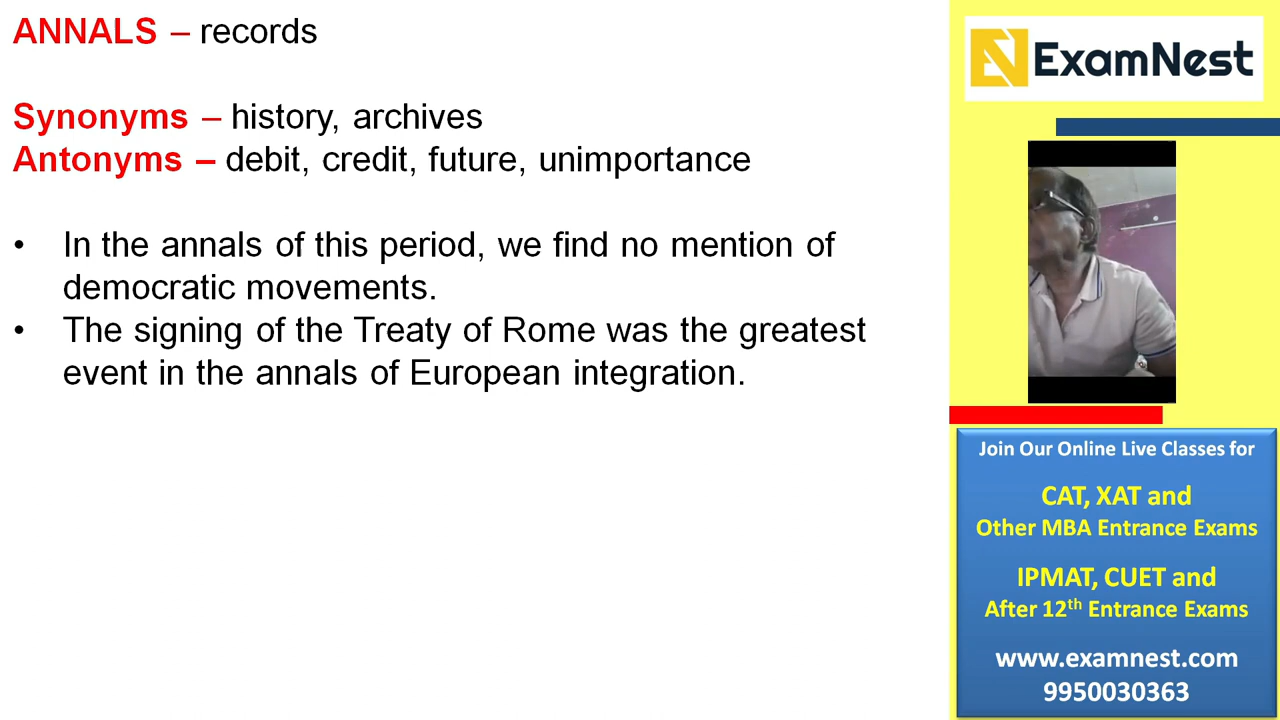 ANNALS – records
Synonyms – history, archives
Antonyms – debit, credit, future, unimportance
• In the annals of this period, we find no mention of
democratic movements.
• The signing of the Treaty of Rome was the greatest
event in the annals of European integration.
ExamNest
Join Our Online Live Classes for
CAT, XAT and
Other MBA Entrance Exams
IPMAT, CUET and
After 12th Entrance Exams
www.examnest.com
9950030363